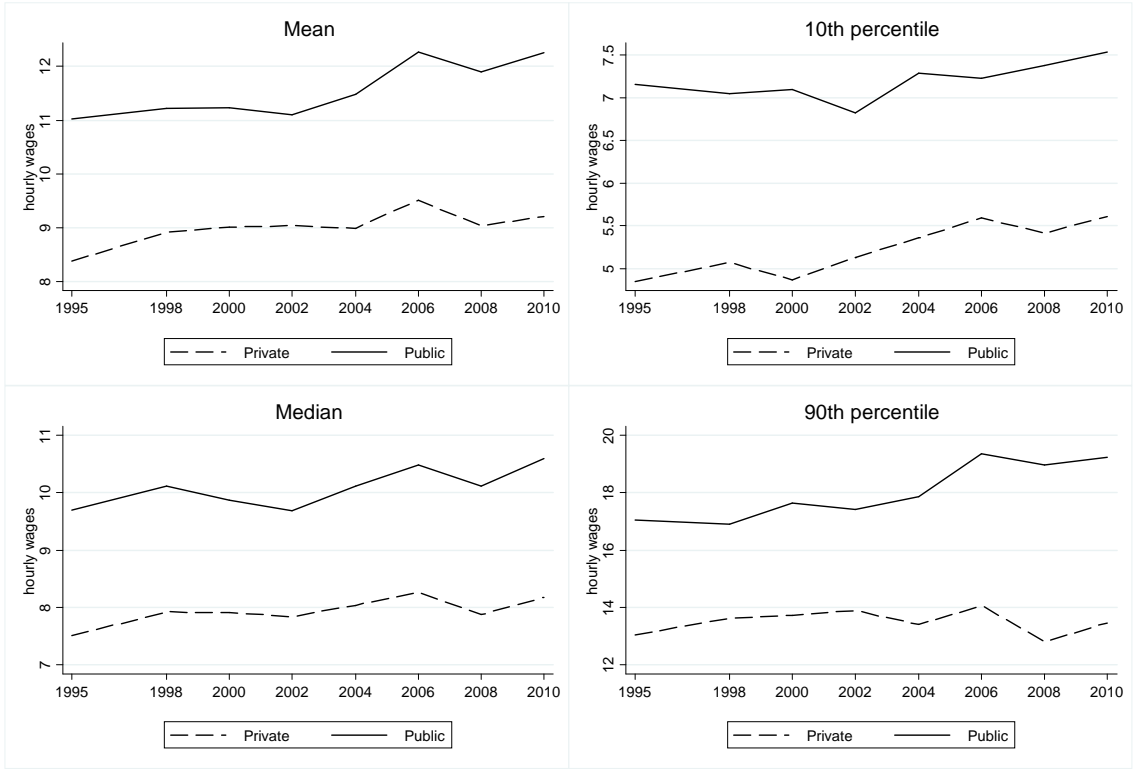 Mean
hourly wages
12
11
10
9
8
1995 1998 2000 2002 2004 2006 2008 2010
Private Public
10th percentile
hourly wages
7.5
7
6.5
6
5.5
5
1995 1998 2000 2002 2004 2006 2008 2010
Private Public
Median
hourly wages
11
10
9
8
7
1995 1998 2000 2002 2004 2006 2008 2010
Private Public
90th percentile
hourly wages
20
18
16
14
12
1995 1998 2000 2002 2004 2006 2008 2010
Private Public